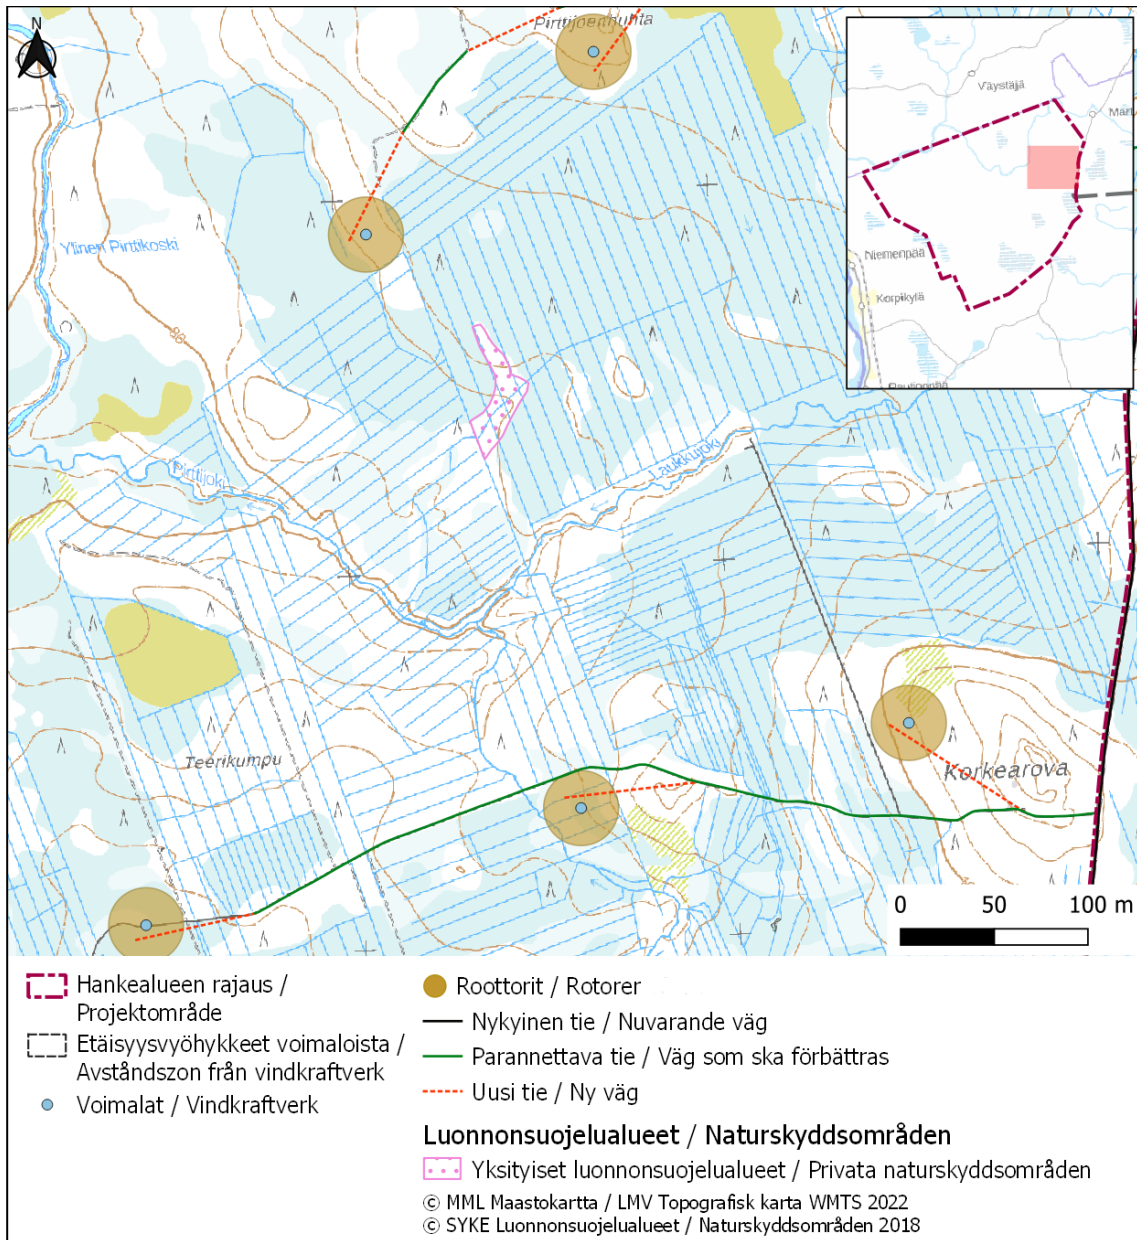 N
Pirttijoenhuhta
Väystäjä
Niemenpää
Korpikylä
Ylinen Pirttikoski
86
Pirttijoki
Laukkujoki
Teerikumpu
Korkearova
0 50 100 m
Hankealueen rajaus /
Projektområde
Etäisyysvyöhykkeet voimaloista /
Avståndszon från vindkraftverk
Voimalat / Vindkraftverk
Roottorit / Rotorer
Nykyinen tie / Nuvarande väg
Parannettava tie / Väg som ska förbättras
Uusi tie / Ny väg
Luonnonsuojelualueet / Naturskyddsområden
Yksityiset luonnonsuojelualueet / Privata naturskyddsområden
© MML Maastokartta / LMV Topografisk karta WMTS 2022
© SYKE Luonnonsuojelualueet / Naturskyddsområden 2018